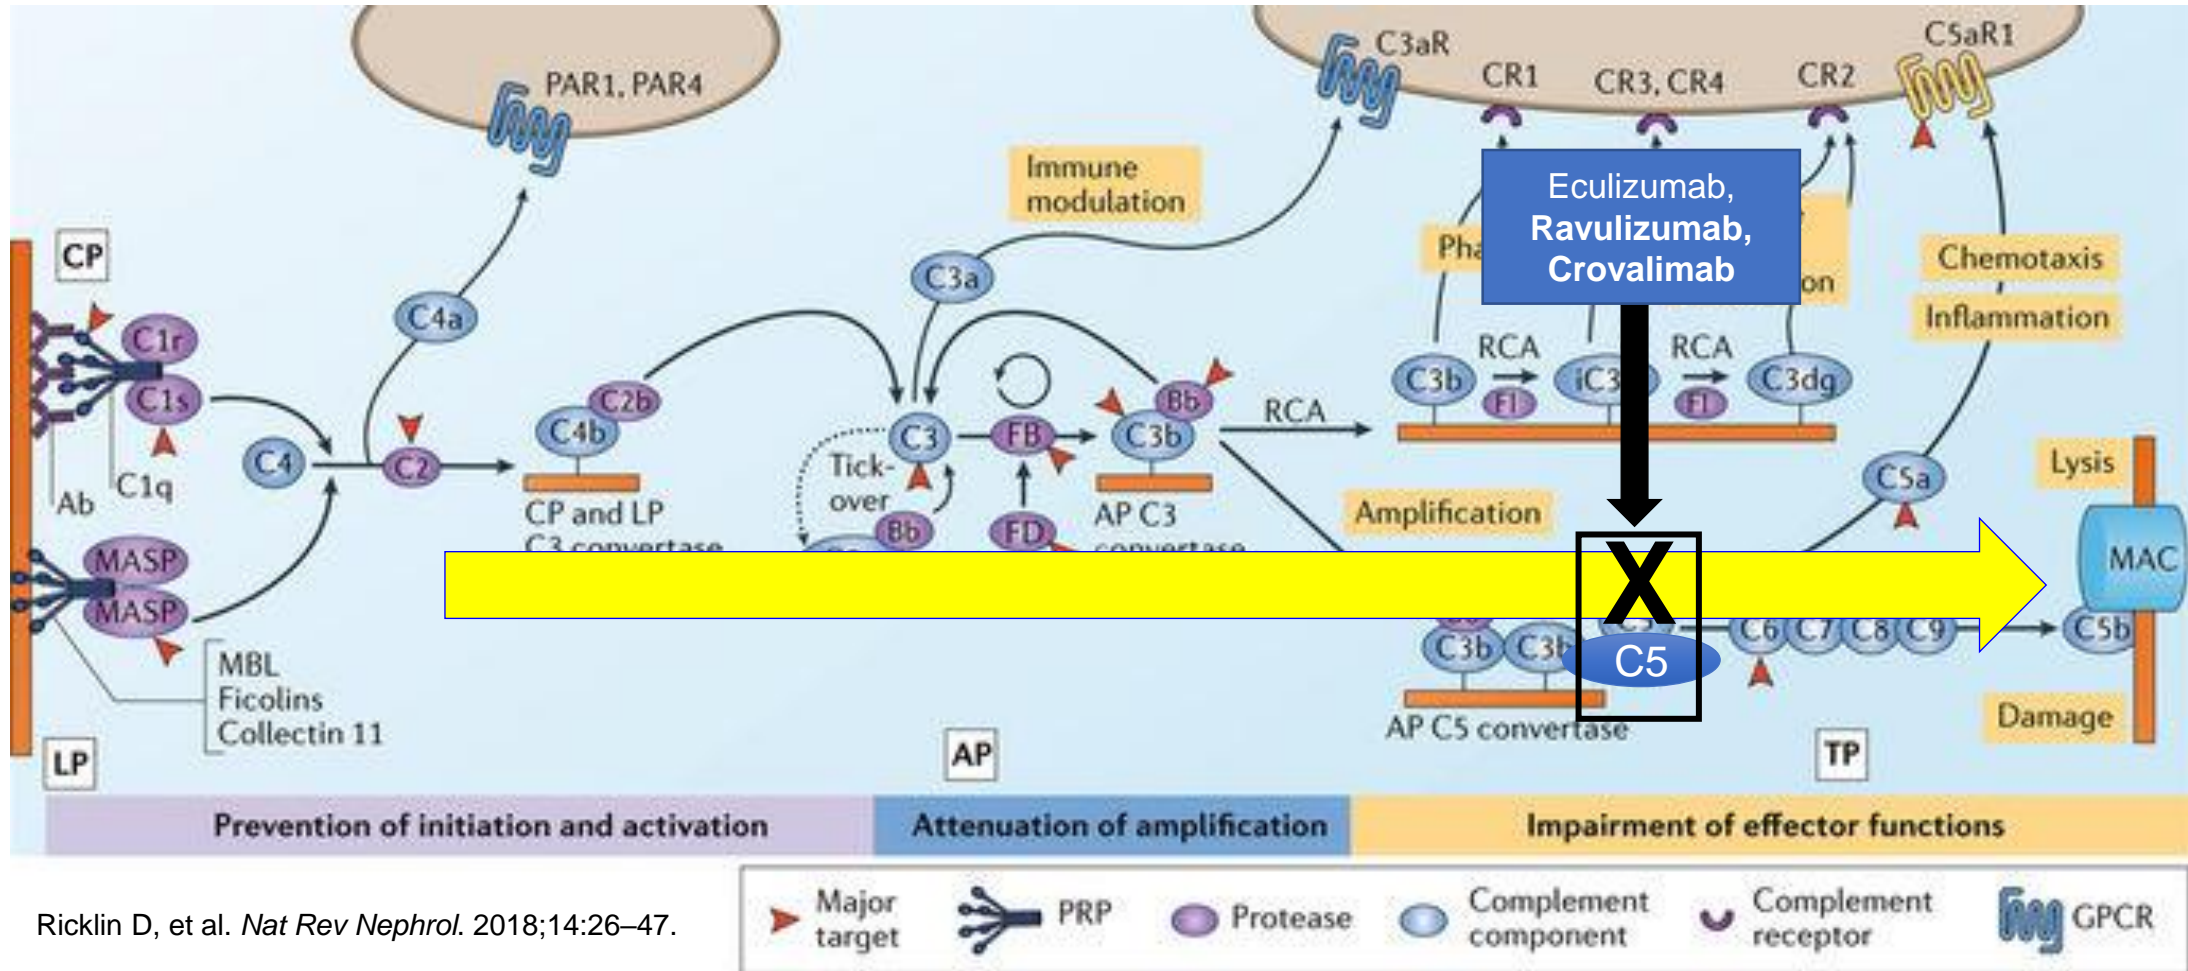 PAR1, PAR4
C3aR
CR1
CR3, CR4
CR2
C5aR1
Immune
modulation
Eculizumab,
Ravulizumab,
Crovalimab
Pha
on
Chemotaxis
Inflammation
CP
C1r
C1s
C4a
C3a
C4
C2
Ab
C1q
C4b
C2b
CP and LP
C3 convertase
C3
Tick-
over
Bb
FB
FD
C3b
Bb
AP C3
convertase
RCA
C3b
RCA
FI
iC3
RCA
FI
C3dg
Amplification
C5a
Lysis
MAC
MASP
MASP
MBL
Ficolins
Collectin 11
X
C3b
C3b
C5
C6
C7
C8
C9
C5b
AP C5 convertase
Damage
LP
AP
TP
Prevention of initiation and activation
Attenuation of amplification
Impairment of effector functions
Ricklin D, et al. Nat Rev Nephrol. 2018;14:26–47.
Major
target
PRP
Protease
Complement
component
Complement
receptor
GPCR